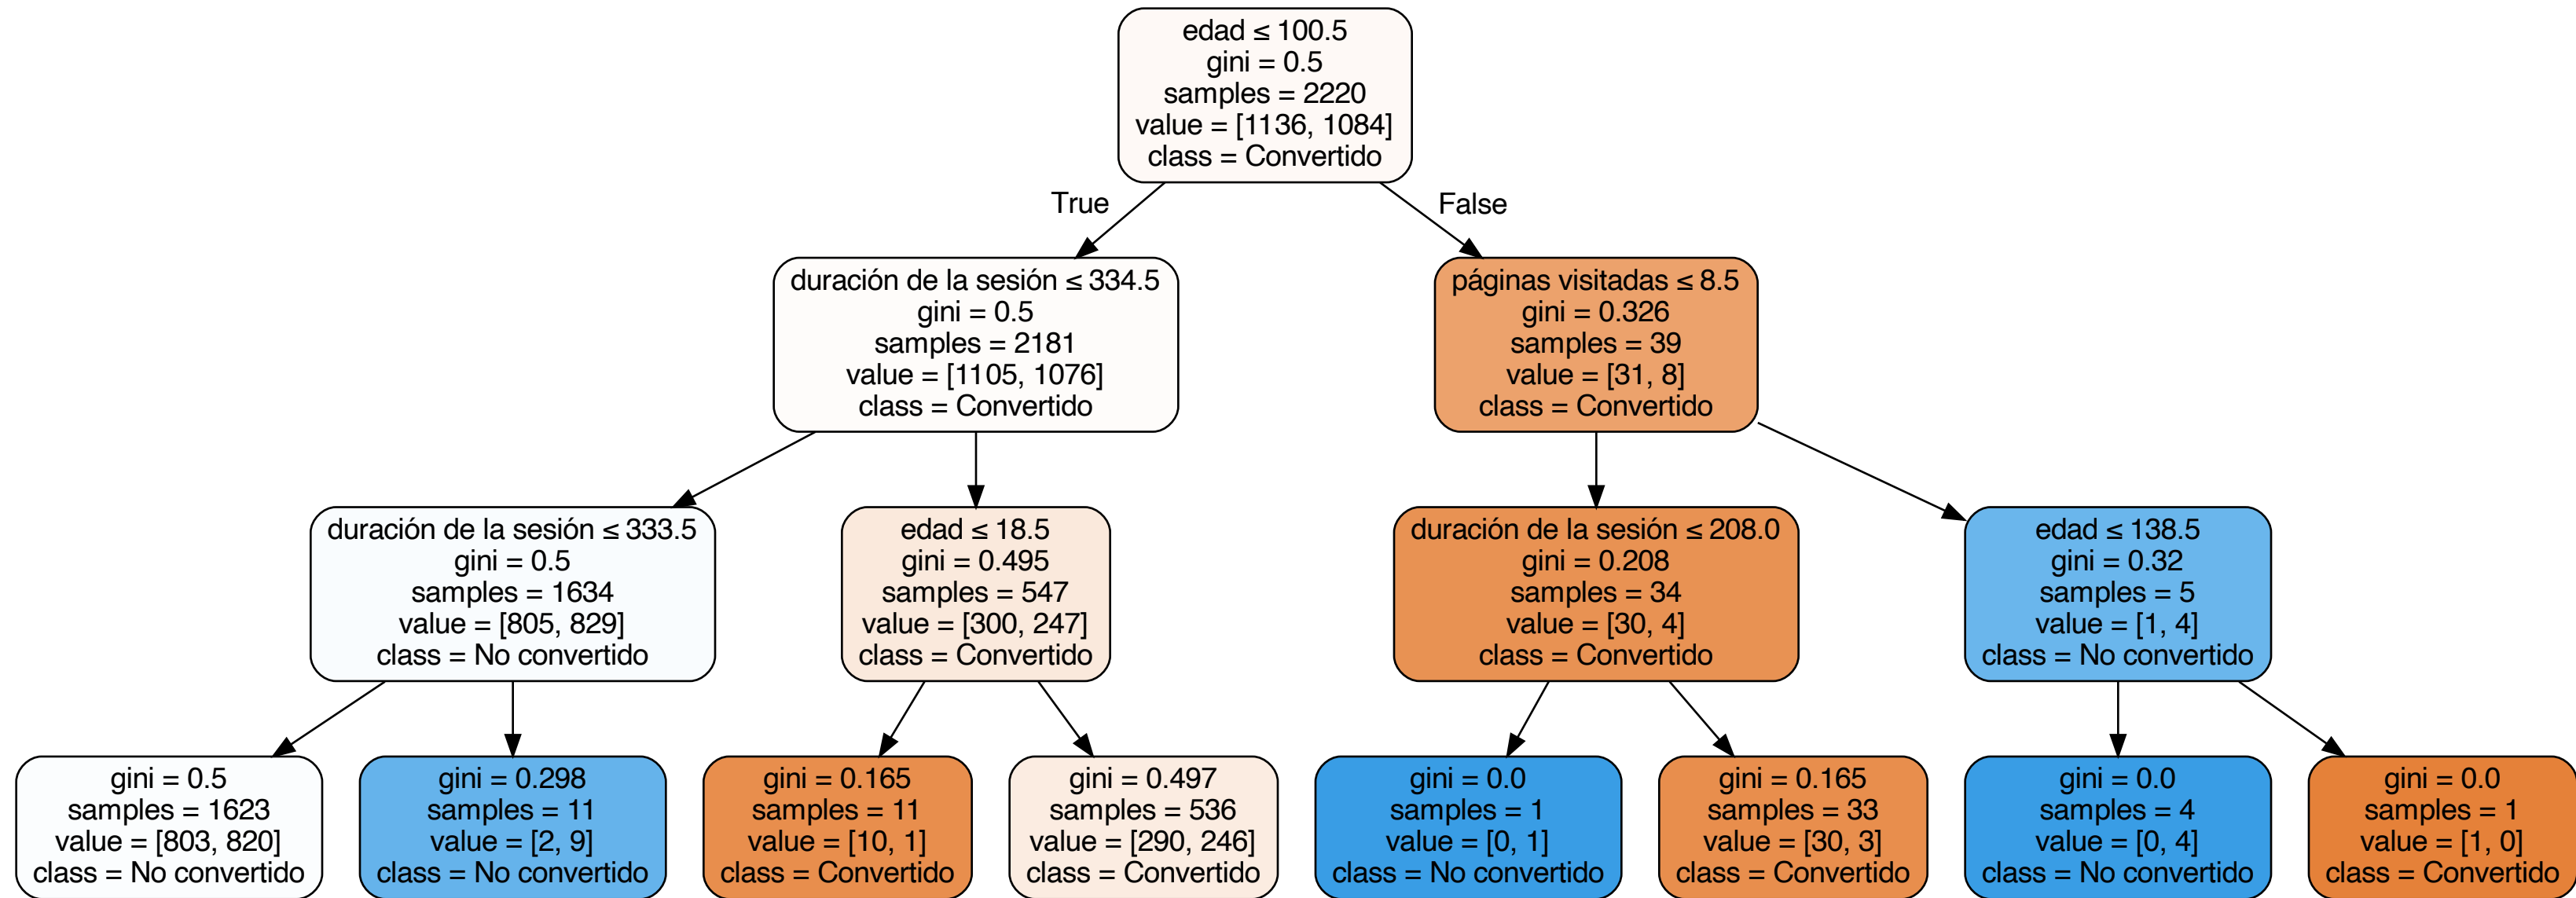 edad ≤ 100.5
gini = 0.5
samples = 2220
value = [1136, 1084]
class = Convertido
True
False
duración de la sesión ≤ 334.5
gini = 0.5
samples = 2181
value = [1105, 1076]
class = Convertido
páginas visitadas ≤ 8.5
gini = 0.326
samples = 39
value = [31, 8]
class = Convertido
duración de la sesión ≤ 333.5
gini = 0.5
samples = 1634
value = [805, 829]
class = No convertido
edad ≤ 18.5
gini = 0.495
samples = 547
value = [300, 247]
class = Convertido
duración de la sesión ≤ 208.0
gini = 0.208
samples = 34
value = [30, 4]
class = Convertido
edad ≤ 138.5
gini = 0.32
samples = 5
value = [1, 4]
class = No convertido
gini = 0.5
samples = 1623
value = [803, 820]
class = No convertido
gini = 0.298
samples = 11
value = [2, 9]
class = No convertido
gini = 0.165
samples = 11
value = [10, 1]
class = Convertido
gini = 0.497
samples = 536
value = [290, 246]
class = Convertido
gini = 0.0
samples = 1
value = [0, 1]
class = No convertido
gini = 0.165
samples = 33
value = [30, 3]
class = Convertido
gini = 0.0
samples = 4
value = [0, 4]
class = No convertido
gini = 0.0
samples = 1
value = [1, 0]
class = Convertido